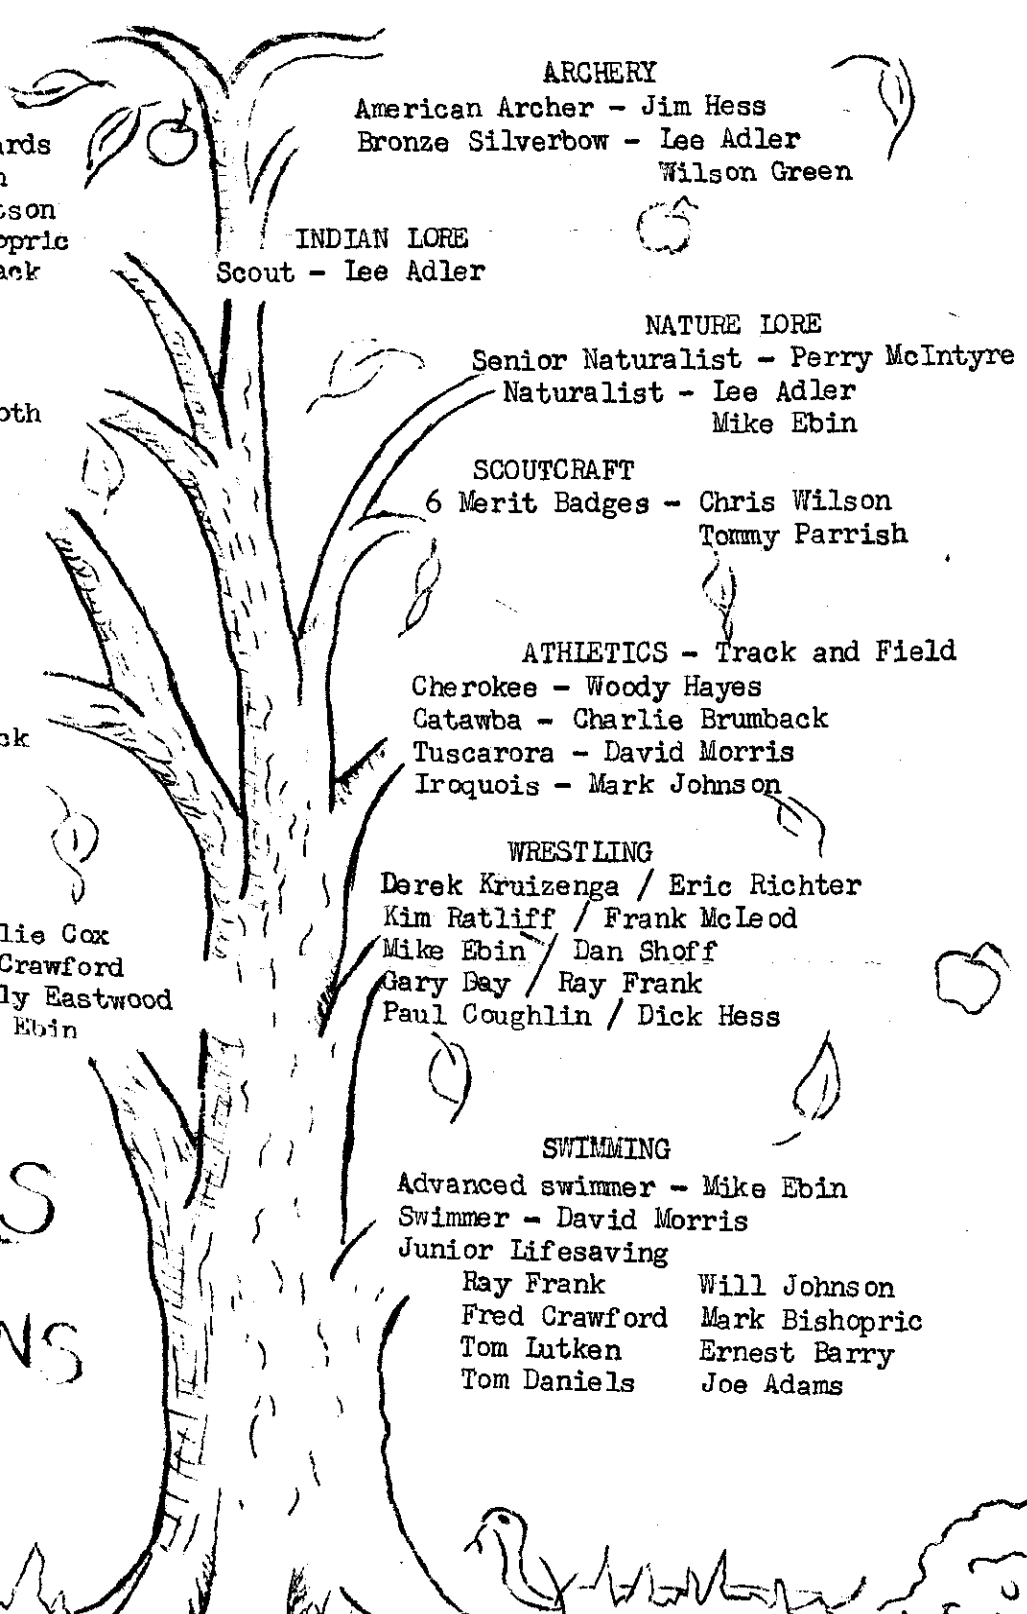 ARCHERY
American Archer - Jim Hess
Bronze Silverbow - Lee Adler
Wilson Green
INDIAN LORE
Scout - Lee Adler
NATURE LORE
Senior Naturalist - Perry McIntyre
Naturalist - Lee Adler
Mike Ebin
SCOUTCRAFT
6 Merit Badges - Chris Wilson
Tommy Parrish
ATHLETICS - Track and Field
Cherokee - Woody Hayes
Catawba - Charlie Brumback
Tuscarora - David Morris
Iroquois - Mark Johnson
WRESTLING
Derek Kruizenga / Eric Richter
Kim Ratliff / Frank McLeod
Mike Ebin / Dan Shoff
Gary Day / Ray Frank
Paul Coughlin / Dick Hess
SWIMMING
Advanced swimmer - Mike Ebin
Swimmer - David Morris
Junior Lifesaving
Ray Frank Will Johnson
Fred Crawford Mark Bishopric
Tom Lutken Ernest Barry
Tom Daniels Joe Adams
Cox
Crawford
Eastwood
Ebin